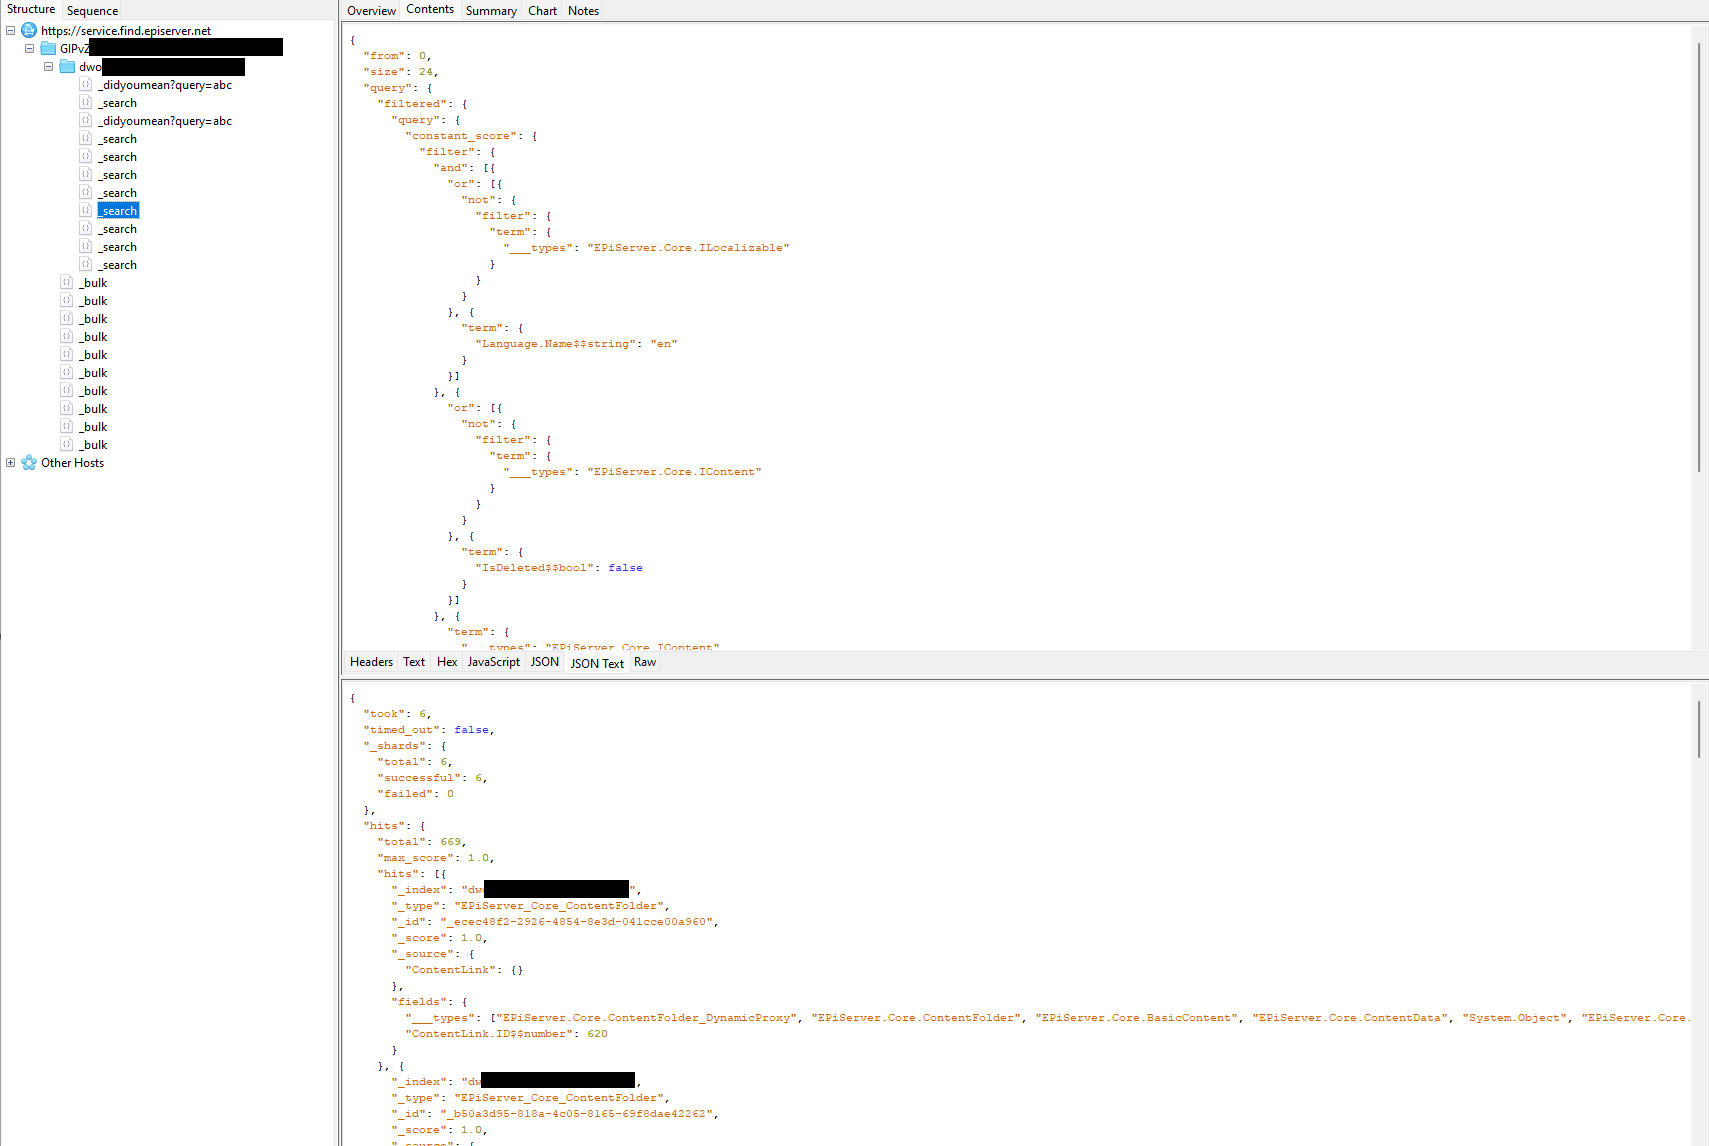 Structure Sequence
https://service.find.episerver.net
GIPvZ
dwo
_didyoumean?query=abc
_search
_didyoumean?query=abc
_search
_search
_search
_search
_search
_search
_search
_search
_bulk
_bulk
_bulk
_bulk
_bulk
_bulk
_bulk
_bulk
_bulk
_bulk
Other Hosts
Overview Contents Summary Chart Notes
{
"from": 0,
"size": 24,
"query": {
"filtered": {
"query": {
"constant_score": {
"filter": {
"and": [{
"or": [{
"not": {
"filter": {
"term": {
"___types": "EPiServer.Core.ILocalizable"
}
}
}
}, {
"term": {
"Language.Name$$string": "en"
}
}]
}, {
"or": [{
"not": {
"filter": {
"term": {
"___types": "EPiServer.Core.IContent"
}
}
}
}, {
"term": {
"IsDeleted$$bool": false
}
}]
}, {
"term": {
"___types": "EPiServer.Core.IContent"
Headers Text Hex JavaScript JSON JSON Text Raw
{
"took": 6,
"timed_out": false,
"_shards": {
"total": 6,
"successful": 6,
"failed": 0
},
"hits": {
"total": 669,
"max_score": 1.0,
"hits": [{
"_index": "dw",
"_type": "EPiServer_Core_ContentFolder",
"_id": "_ecec48f2-2926-4854-8e3d-041cce00a960",
"_score": 1.0,
"_source": {
"ContentLink": {}
},
"fields": {
"___types": ["EPiServer.Core.ContentFolder_DynamicProxy", "EPiServer.Core.ContentFolder", "EPiServer.Core.BasicContent", "EPiServer.Core.ContentData", "System.Object", "EPiServer.Core.
"ContentLink.ID$$number": 620
}
}, {
"_index": "dw,
"_type": "EPiServer_Core_ContentFolder",
"_id": "_b50a3d95-818a-4c05-8165-69f8dae42262",
"_score": 1.0,
"_source": {